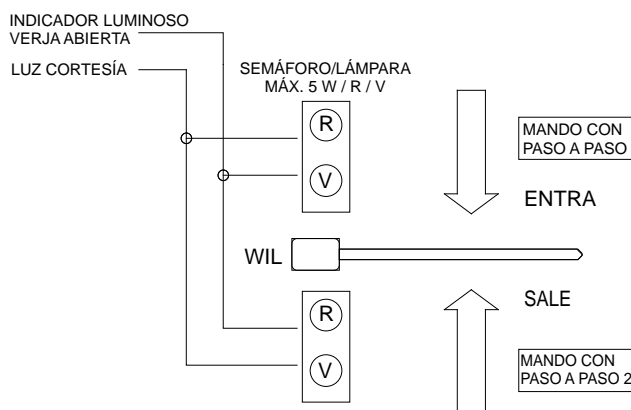 INDICADOR LUMINOSO
VERJA ABIERTA
LUZ CORTESÍA
SEMÁFORO/LÁMPARA
MÁX. 5 W / R / V
R
V
MANDO CON
PASO A PASO
ENTRA
WIL
SALE
R
V
MANDO CON
PASO A PASO 2